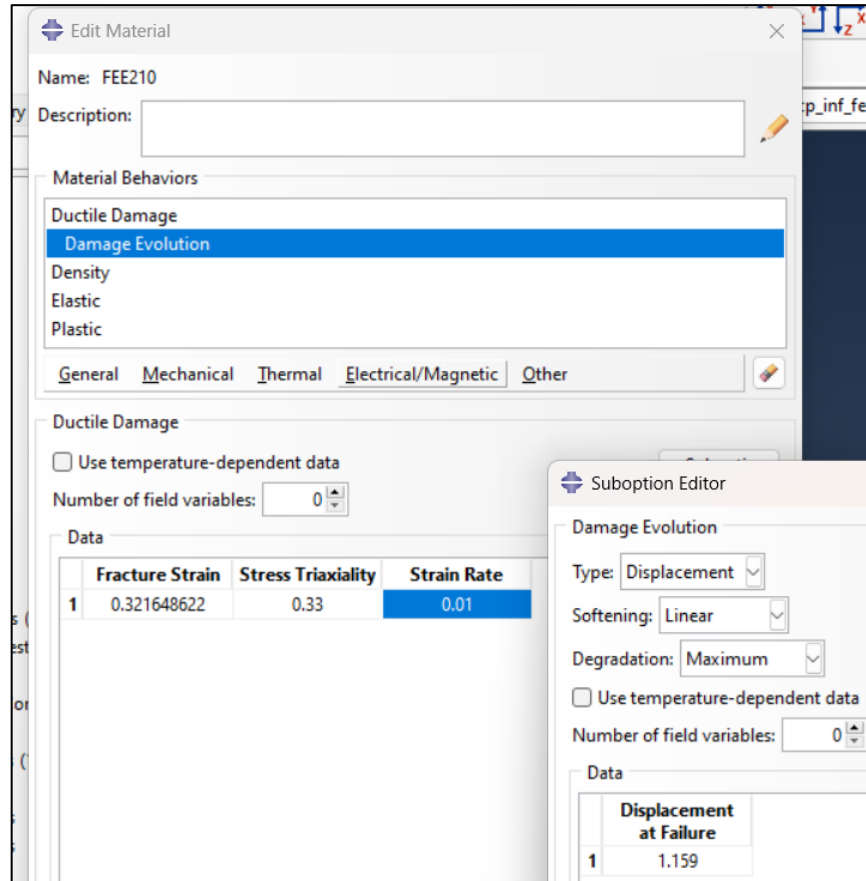 Edit Material
Name: FEE210
Description:
Material Behaviors
Ductile Damage
Damage Evolution
Density
Elastic
Plastic
General Mechanical Thermal Electrical/Magnetic Other
Ductile Damage
Use temperature-dependent data
Number of field variables: 0
Data
Fracture Strain Stress Triaxiality Strain Rate
1 0.321648622 0.33 0.01
Suboption Editor
Damage Evolution
Type: Displacement
Softening: Linear
Degradation: Maximum
Use temperature-dependent data
Number of field variables: 0
Data
Displacement
at Failure
1 1.159